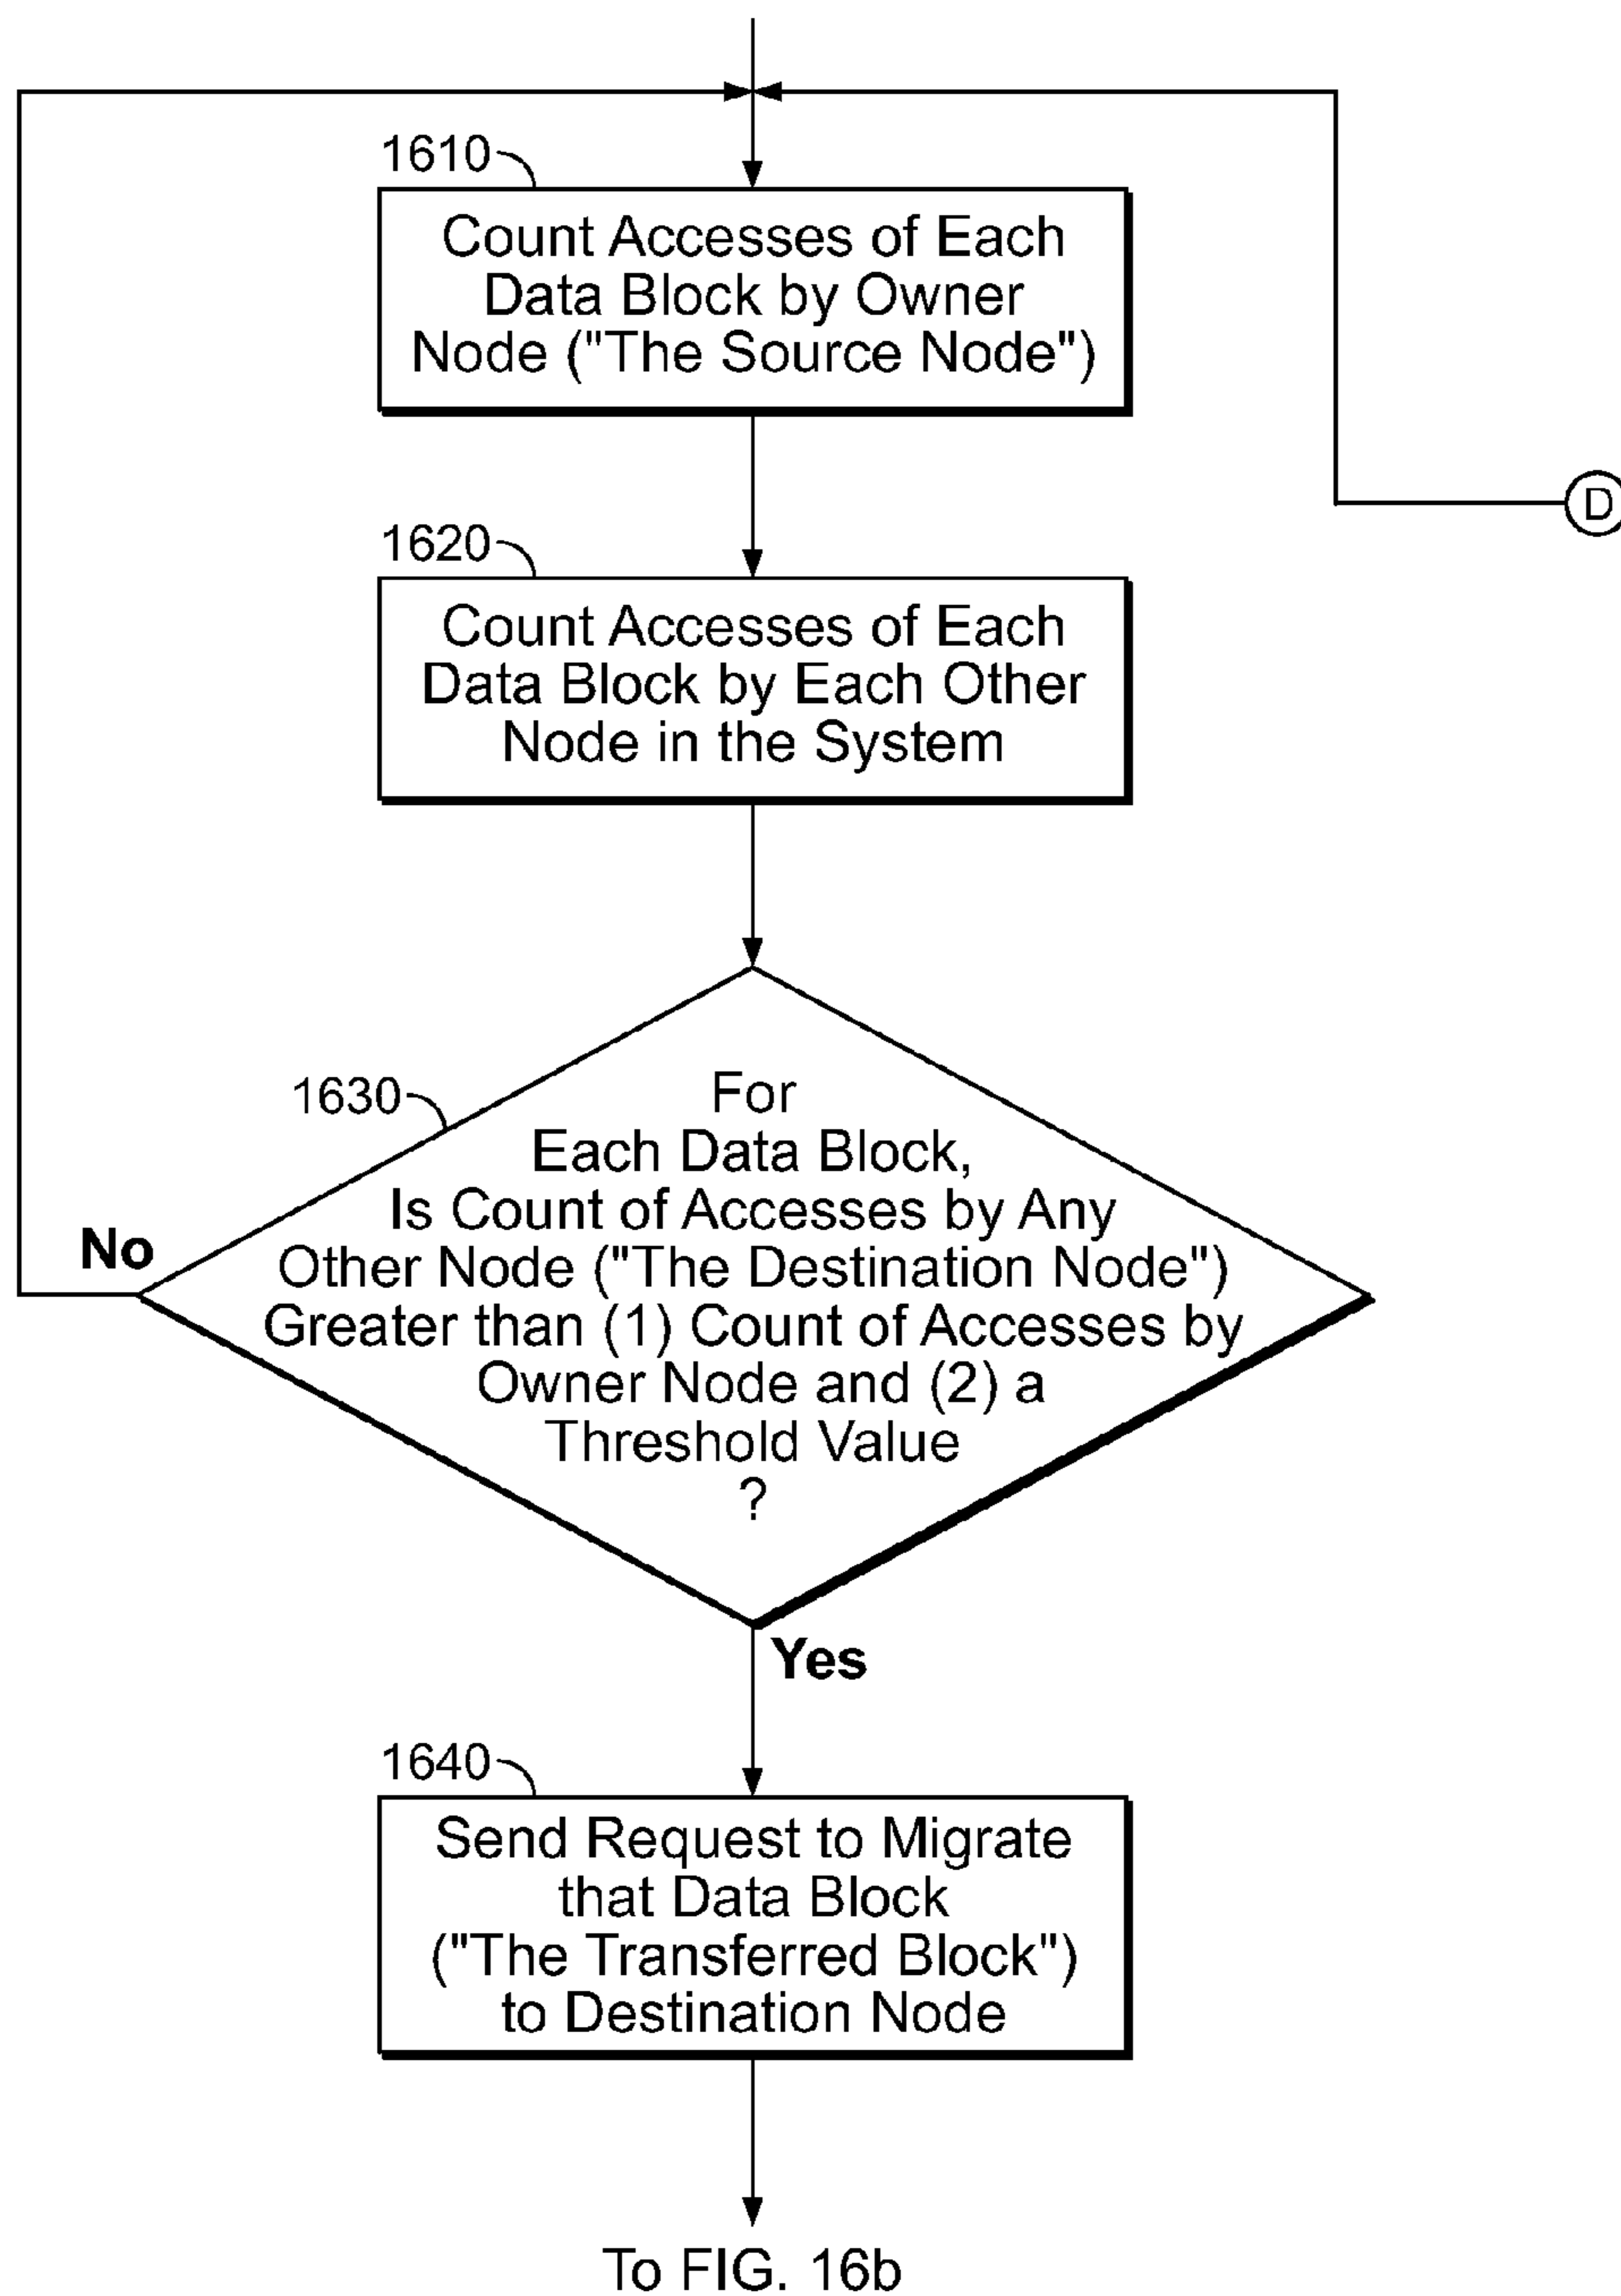 1610
Count Accesses of Each
Data Block by Owner
Node ("The Source Node")
D
1620
Count Accesses of Each
Data Block by Each Other
Node in the System
1630
For
Each Data Block,
Is Count of Accesses by Any
Other Node ("The Destination Node")
Greater than (1) Count of Accesses by
Owner Node and (2) a
Threshold Value
?
No
Yes
1640
Send Request to Migrate
that Data Block
("The Transferred Block")
to Destination Node
To FIG. 16b